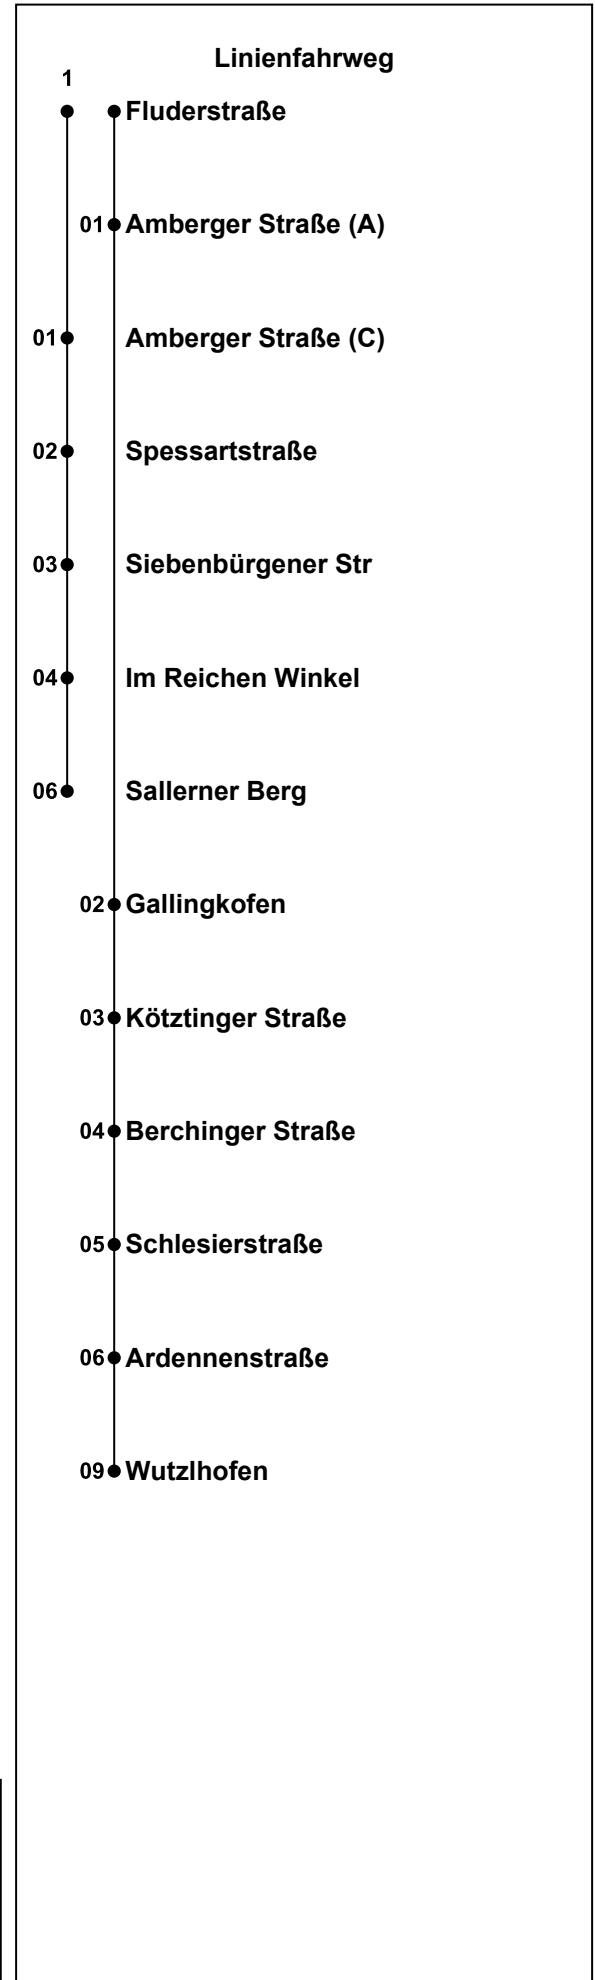 Linienfahrweg
1
Fluderstraße
01 Amberger Straße (A)
01 Amberger Straße (C)
02 Spessartstraße
03 Siebenbürgener Str
04 Im Reichen Winkel
06 Sallerner Berg
02 Gallingkofen
03 Kötztinger Straße
04 Berchinger Straße
05 Schlesierstraße
06 Ardennenstraße
09 Wutzlhofen